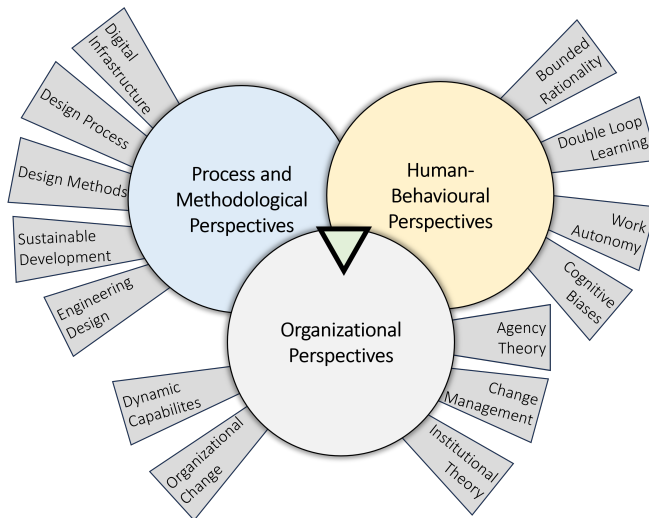 Digital
Infrastructure
Design Process
Design Methods
Sustainable
Development
Engineering
Design
Process and
Methodological
Perspectives
Human-
Behavioural
Perspectives
Bounded
Rationality
Double Loop
Learning
Work
Autonomy
Cognitive
Biases
Organizational
Perspectives
Agency
Theory
Change
Management
Institutional
Theory
Dynamic
Capabilites
Organizational
Change